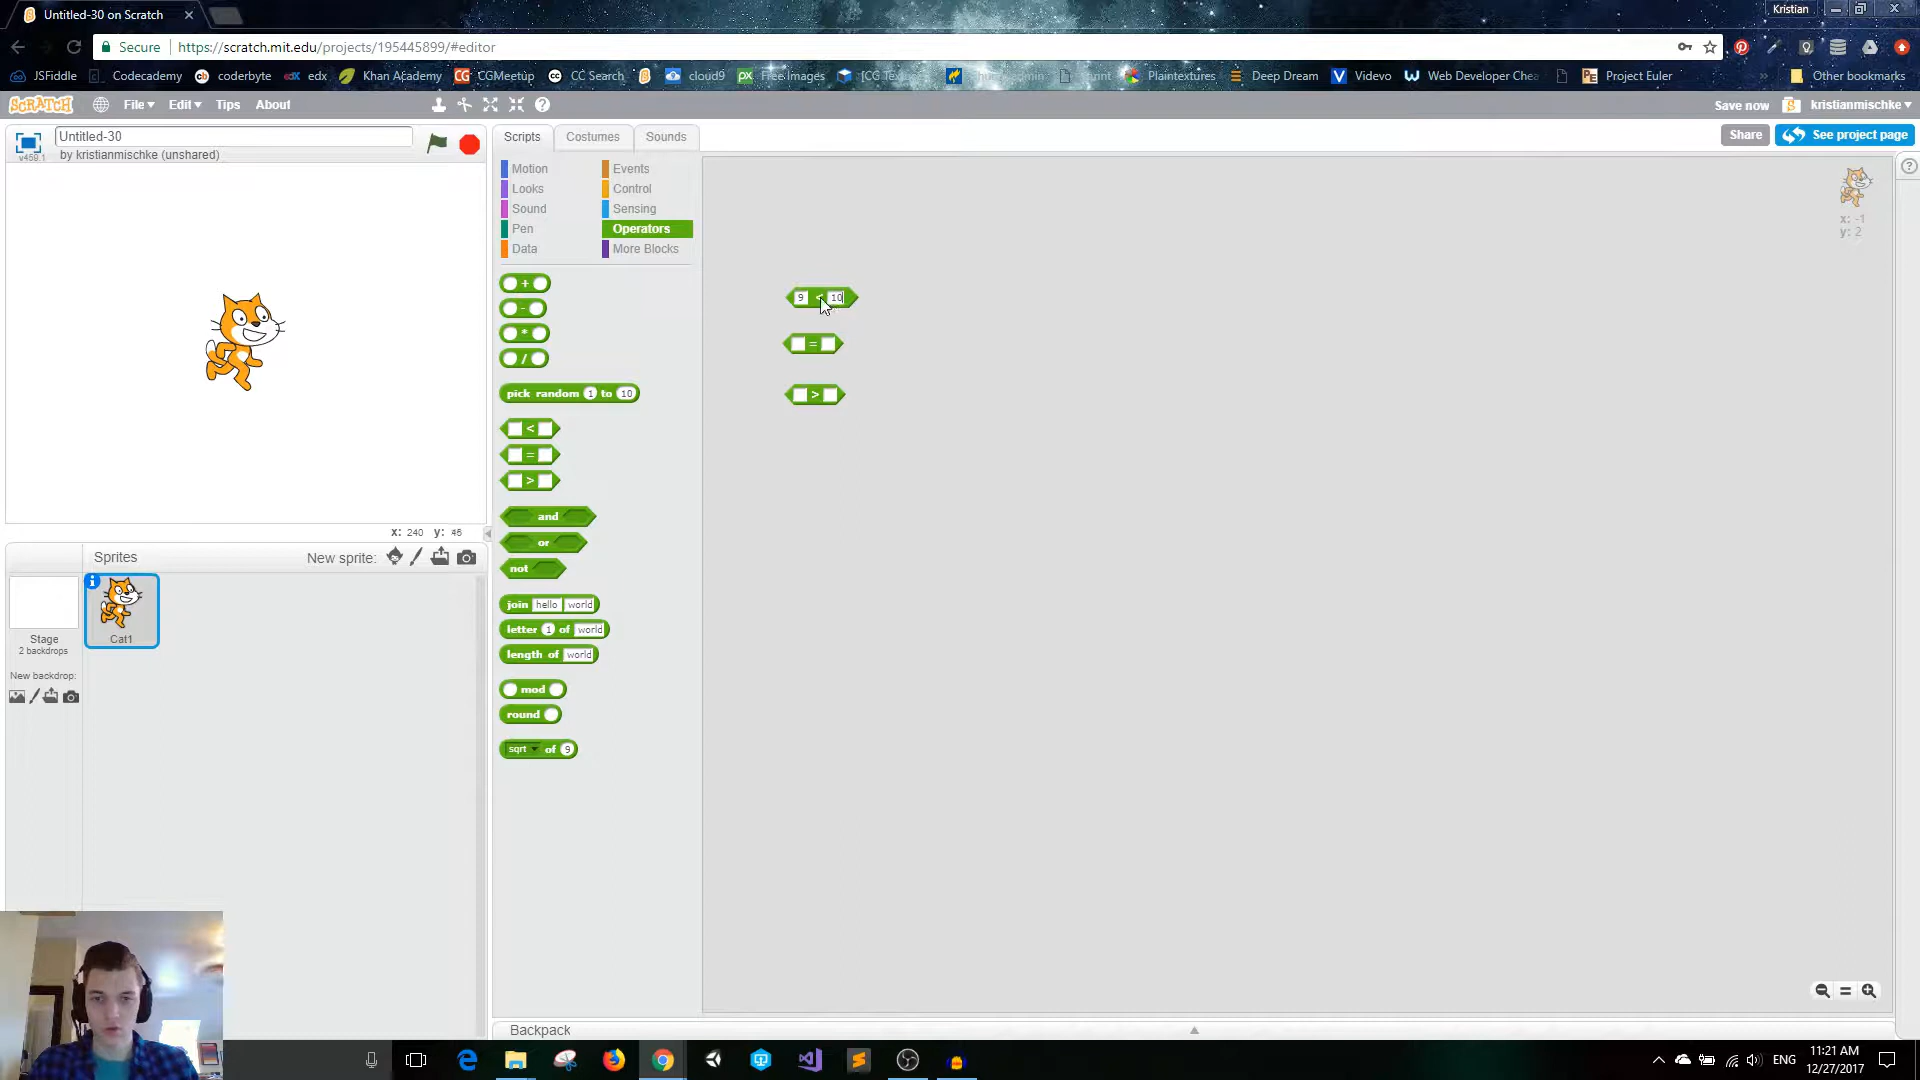 Untitled-30 on Scratch
Kristian
Secure https://scratch.mit.edu/projects/195445899/#editor
JSFiddle Codecademy coderbyte edx Khan Academy CGMeetup CC Search cloud9 Free Images Plaintextures Deep Dream Videvo Web Developer Chea Project Euler Other bookmarks
SCRATCH File Edit Tips About Save now kristianmischke
Untitled-30
by kristianmischke (unshared)
v459.1
Scripts Costumes Sounds
Share See project page
Motion Events
Looks Control
Sound Sensing
Pen Operators
Data More Blocks
+
-
*
/
pick random 1 to 10
<
=
>
and
or
not
join hello world
letter 1 of world
length of world
mod
round
sqrt of 9
9 < 10
=
>
x: -1
y: 2
x: 240 y: 45
Sprites New sprite:
Stage
2 backdrops
New backdrop:
Cat1
Backpack
ENG
11:21 AM
12/27/2017